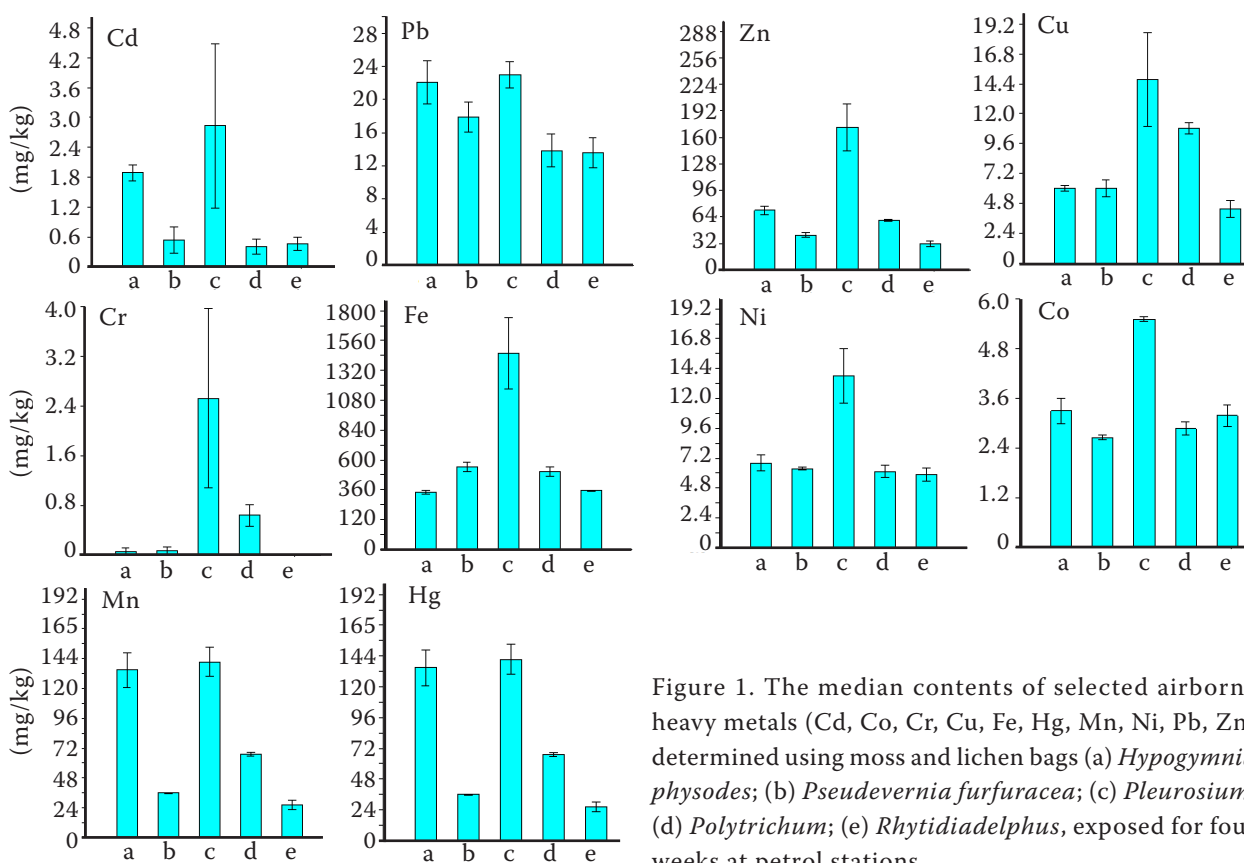 Cd
4.8
4.2
3.6
3.0
2.4
1.8
1.2
0.6
0
(mg/kg)
a b c d e
Pb
28
24
20
16
12
8
4
0
a b c d e
Zn
288
256
224
192
160
128
96
64
32
0
a b c d e
Cu
19.2
16.8
14.4
12.0
9.6
7.2
4.8
2.4
0
a b c d e
Cr
4.0
3.2
2.4
1.6
0.8
0
(mg/kg)
a b c d e
Fe
1800
1560
1320
1080
840
600
360
120
0
a b c d e
Ni
19.2
16.8
14.4
12.0
9.6
7.2
4.8
2.4
0
a b c d e
Co
6.0
4.8
3.6
2.4
1.2
0
a b c d e
Mn
192
165
144
120
96
72
48
24
0
(mg/kg)
a b c d e
Hg
192
165
144
120
96
72
48
24
0
a b c d e
Figure 1. The median contents of selected airborn
heavy metals (Cd, Co, Cr, Cu, Fe, Hg, Mn, Ni, Pb, Zn
determined using moss and lichen bags (a) Hypogymni
physodes; (b) Pseudevernia furfuracea; (c) Pleurosium
(d) Polytrichum; (e) Rhytidiadelphus, exposed for fou
weeks at petrol stations